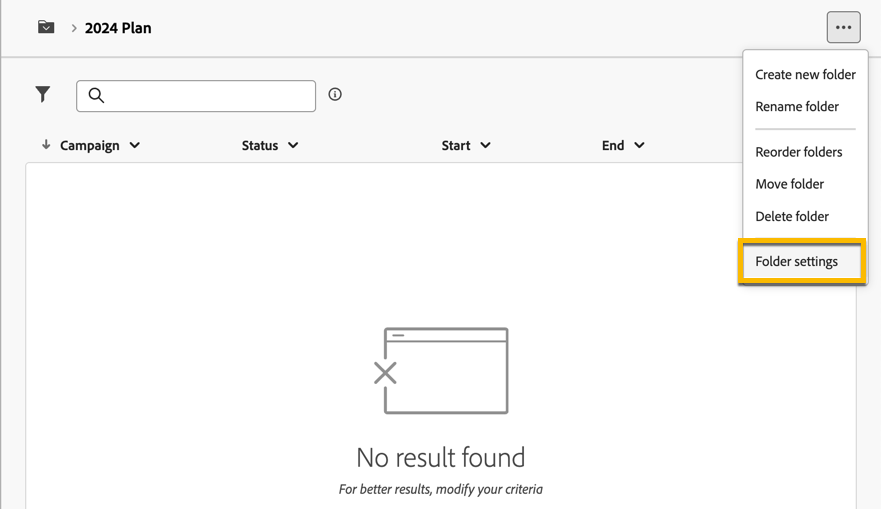 2024 Plan
Create new folder
Rename folder
Reorder folders
Move folder
Delete folder
Folder settings
Campaign Status Start End
No result found
For better results, modify your criteria